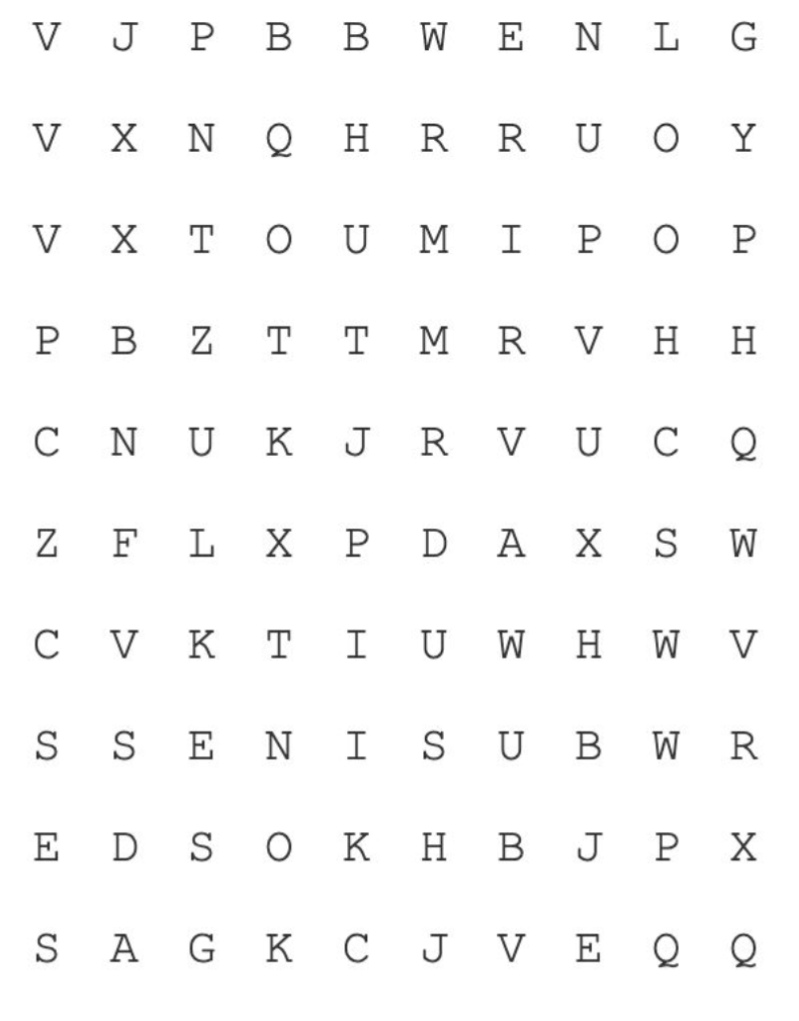 V J P B B W E N L G
V X N Q H R R U O Y
V X T O U M I P O P
P B Z T T M R V H H
C N U K J R V U C Q
Z F L X P D A X S W
C V K T I U W H W V
S S E N I S U B W R
E D S O K H B J P X
S A G K C J V E Q Q